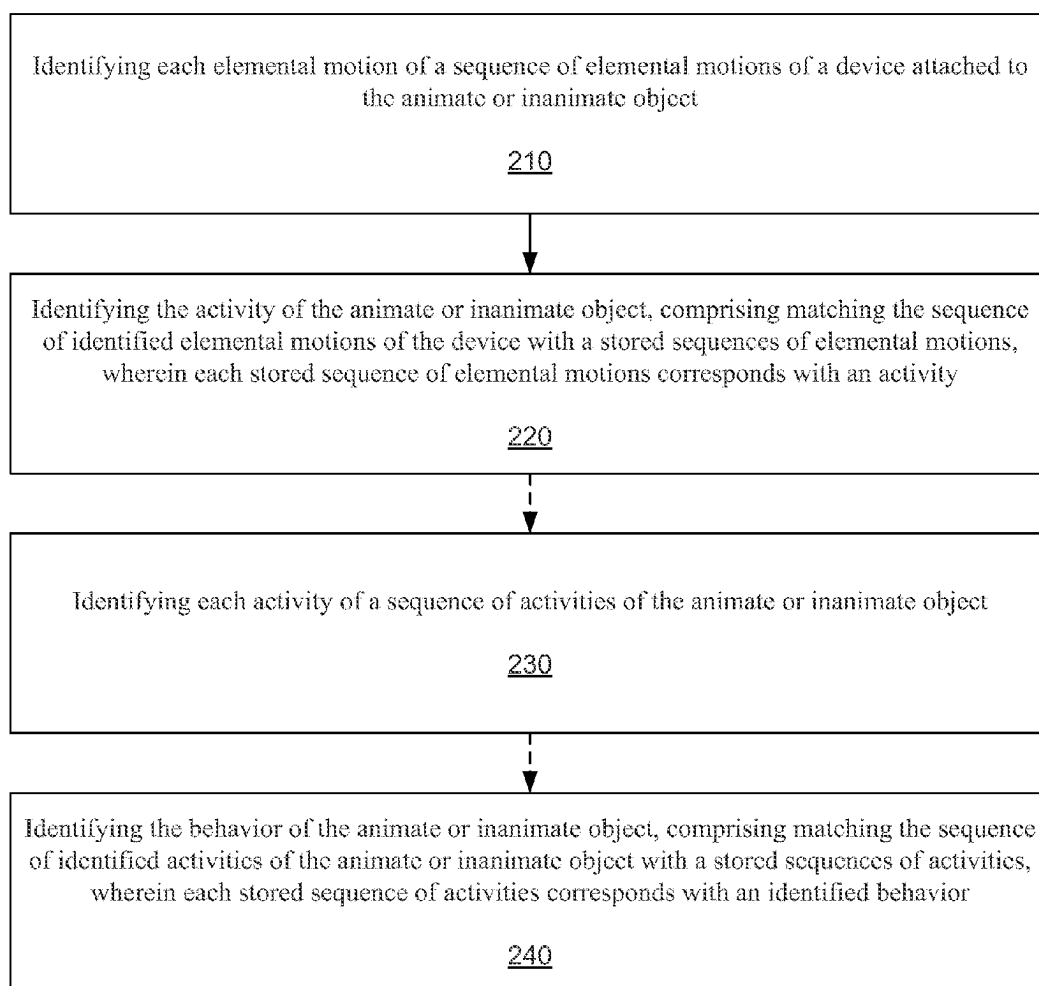 Identifying each elemental motion of a sequence of elemental motions of a device attached to
the animate or inanimate object
210
Identifying the activity of the animate or inanimate object, comprising matching the sequence
of identified elemental motions of the device with a stored sequences of elemental motions,
wherein each stored sequence of elemental motions corresponds with an activity
220
Identifying each activity of a sequence of activities of the animate or inanimate object
230
Identifying the behavior of the animate or inanimate object, comprising matching the sequence
of identified activities of the animate or inanimate object with a stored sequences of activities,
wherein each stored sequence of activities corresponds with an identified behavior
240